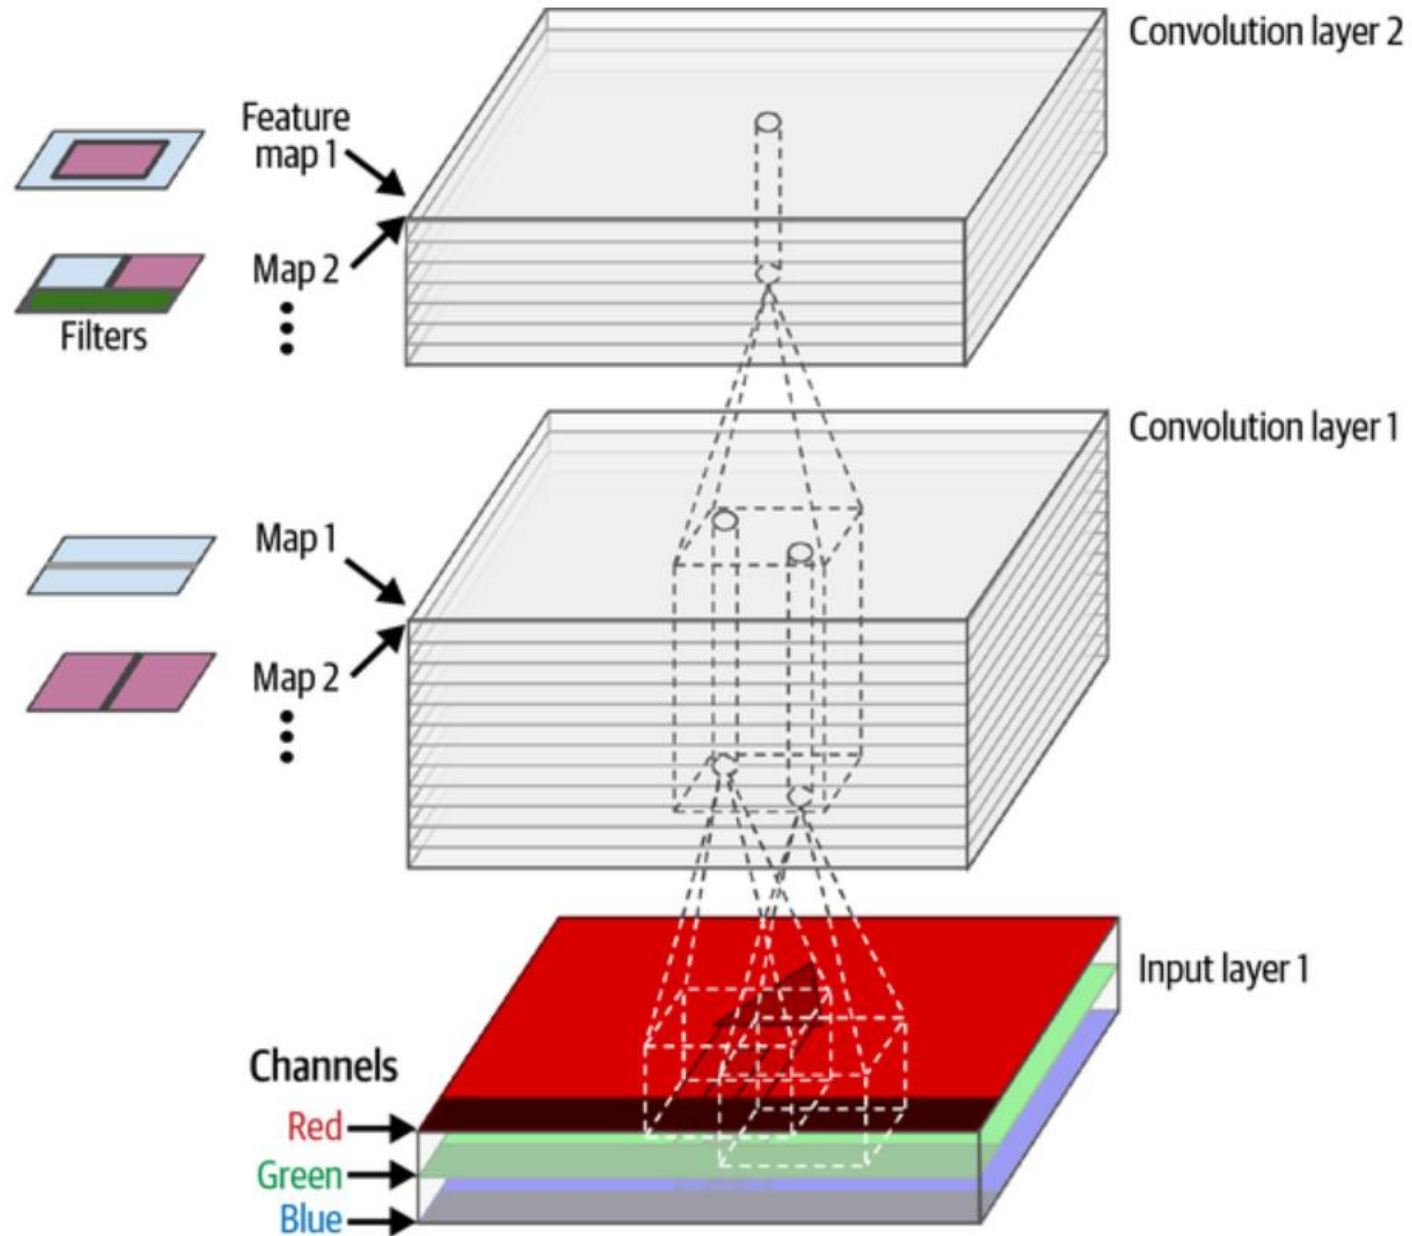 Convolution layer 2
Feature
map 1
Map 2
Filters
Convolution layer 1
Map 1
Map 2
Input layer 1
Channels
Red
Green
Blue